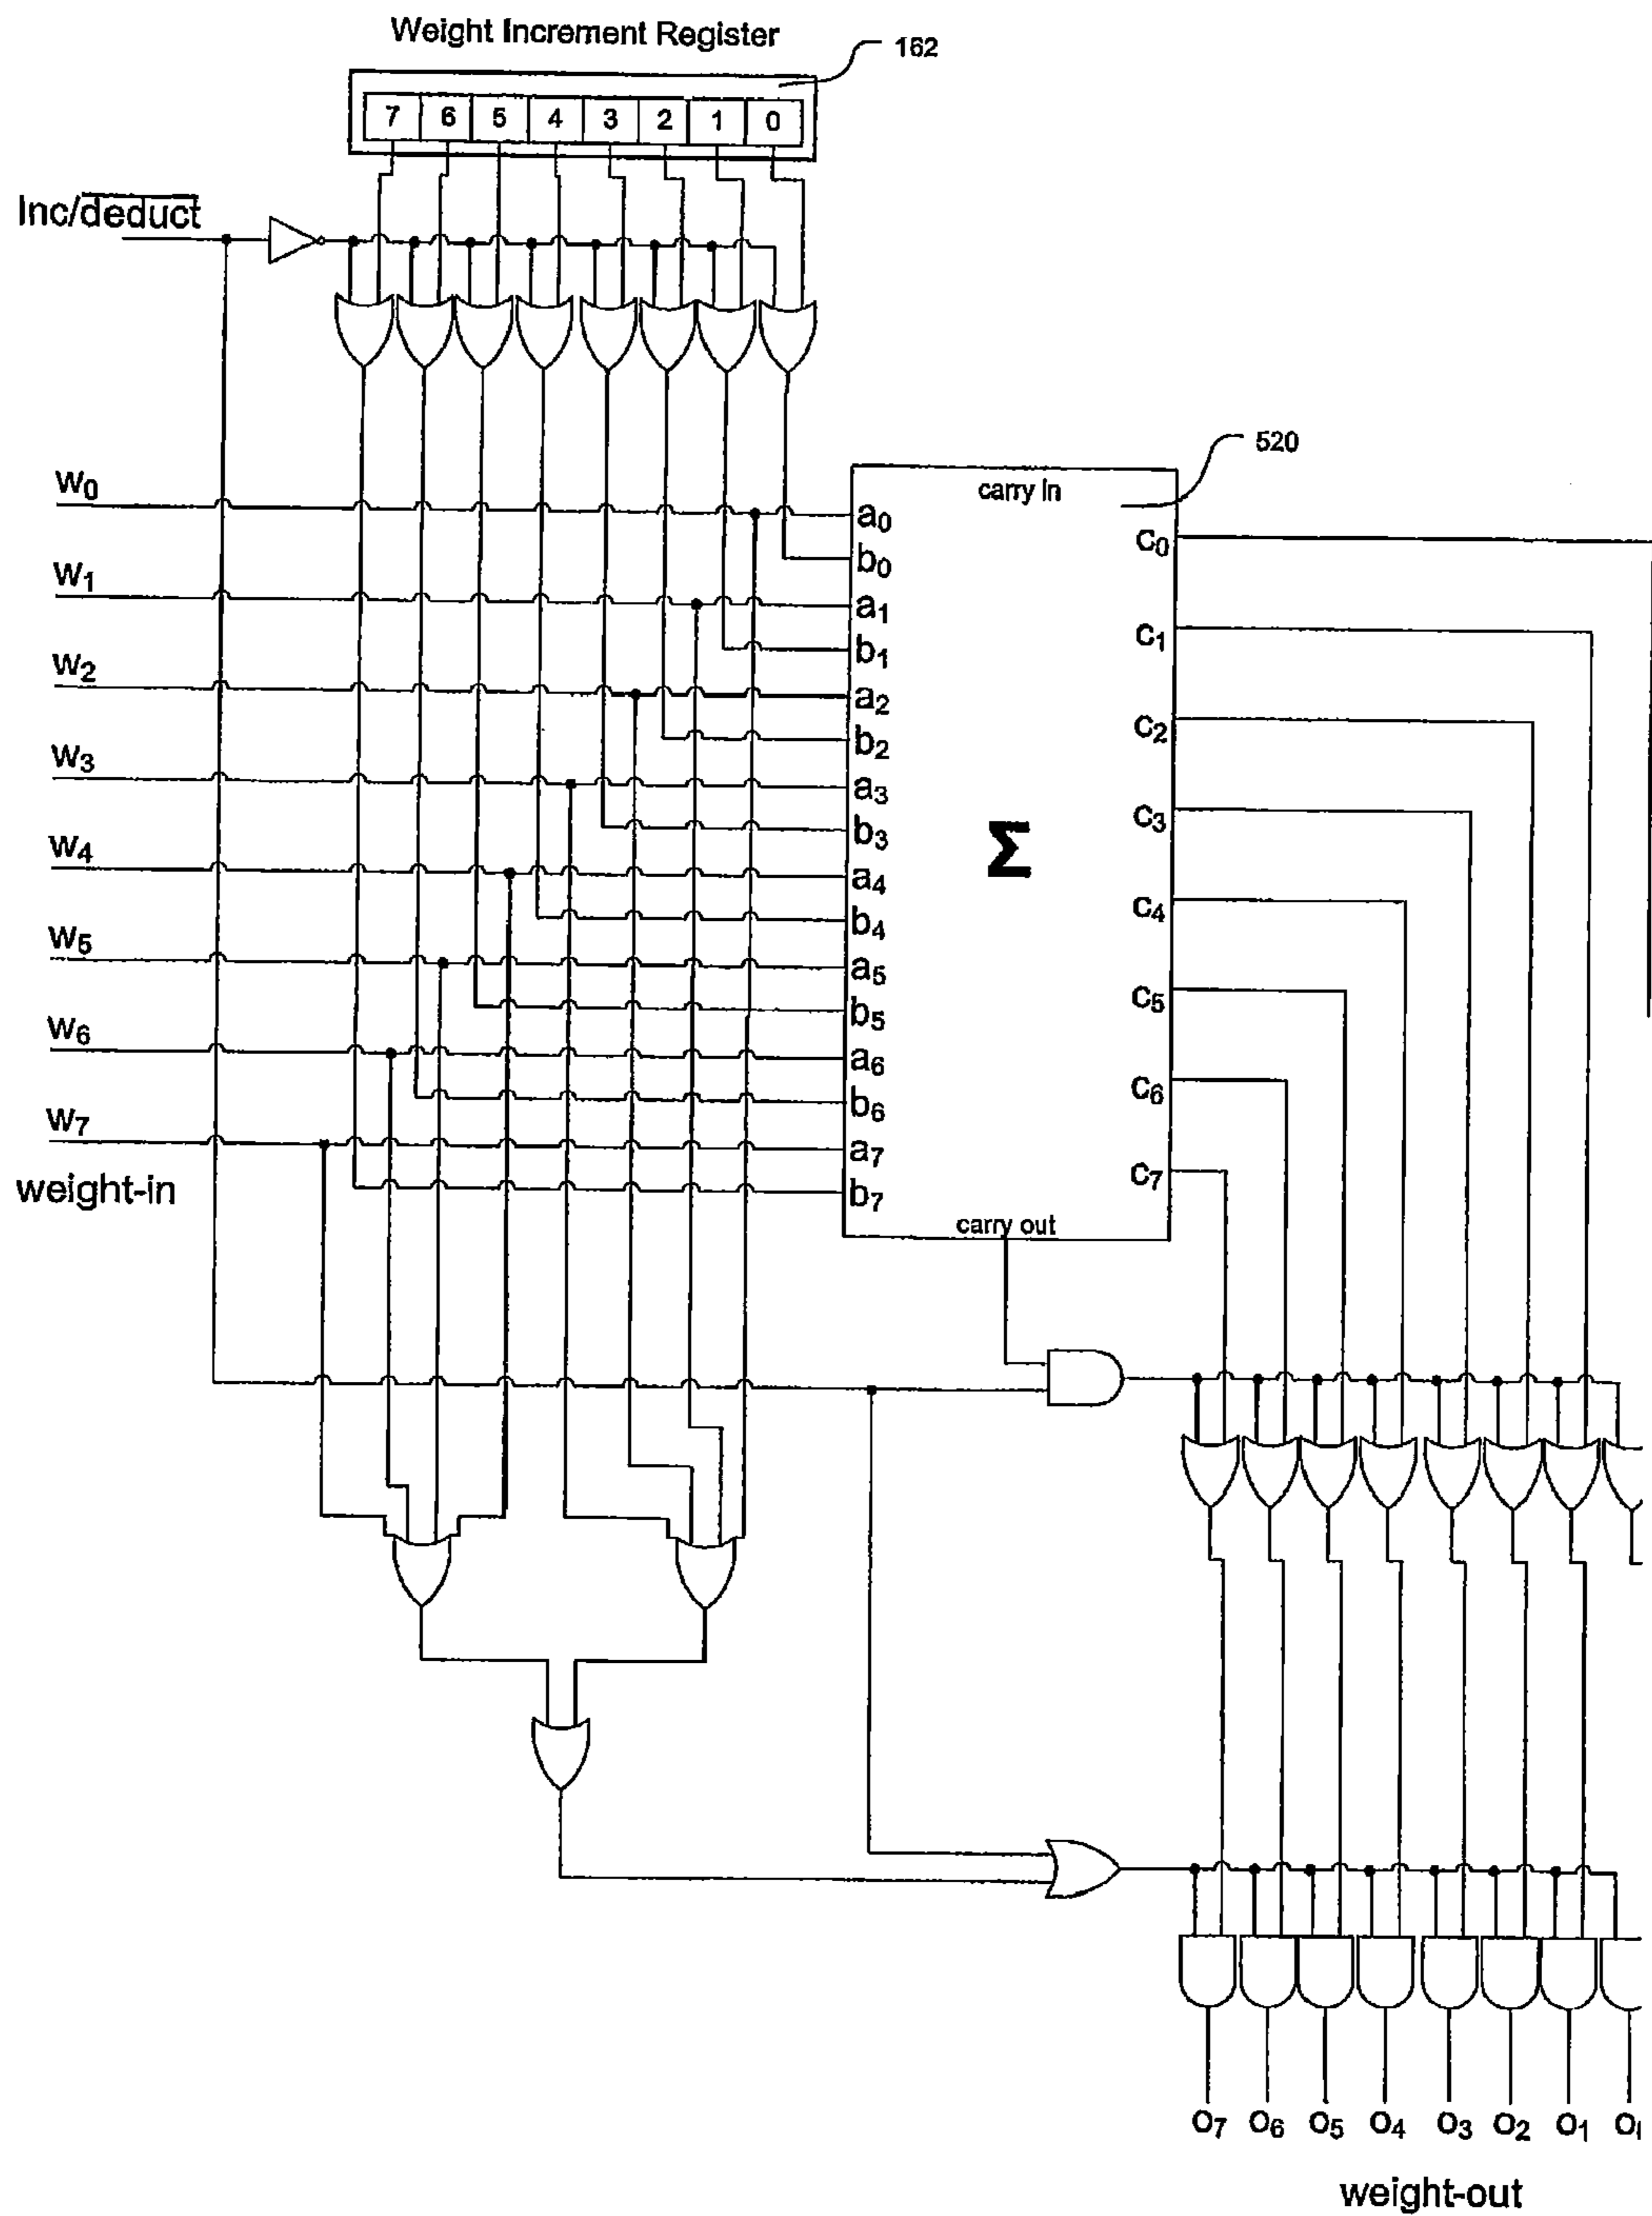 Weight Increment Register
162
7 6 5 4 3 2 1 0
Inc/deduct
520
carry in
W0
a0
C0
b0
W1
a1
C1
b1
W2
a2
C2
b2
W3
a3
C3
b3
Σ
W4
a4
C4
b4
W5
a5
C5
b5
W6
a6
C6
b6
W7
a7
C7
weight-in
b7
carry out
O7 O6 O5 O4 O3 O2 O1
weight-out